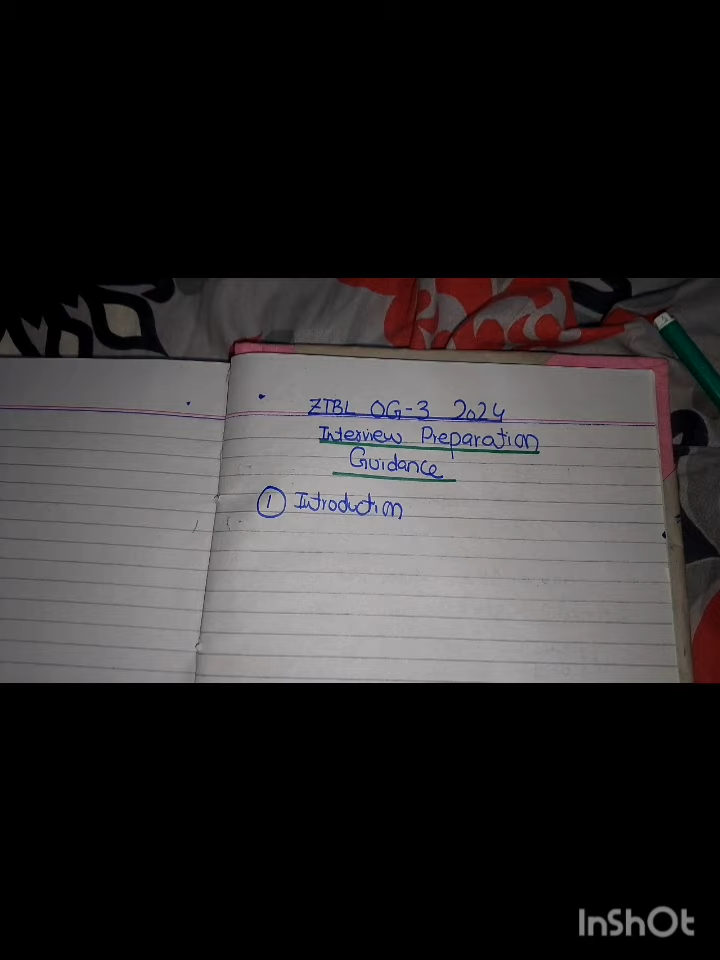 ZTBL OG-3 2024
Interview Preparation
Guidance
① Introduction
InShOt